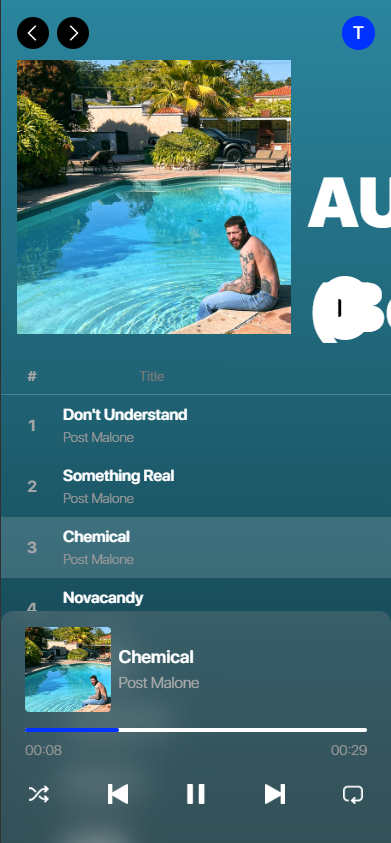 T
AU
#
Title
1
Don't Understand
Post Malone
2
Something Real
Post Malone
3
Chemical
Post Malone
4
Novacandy
Chemical
Post Malone
00:08
00:29